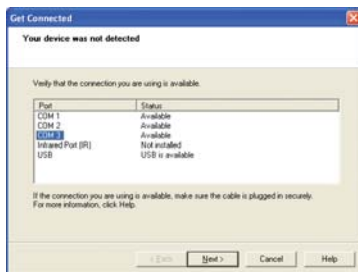 Get Connected
Your device was not detected
Verify that the connection you are using is available.
Port Status
COM 1 Available
COM 2 Available
COM 3 Available
Infrared Port (IR) Not installed
USB USB is available
If the connection you are using is available, make sure the cable is plugged in securely.
For more information, click Help.
< Back Next > Cancel Help